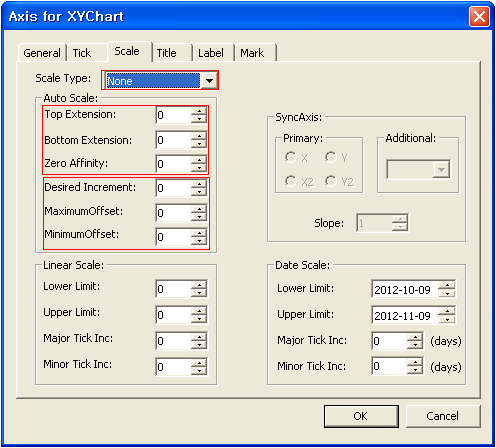 Axis for XYChart
General Tick Scale Title Label Mark
Scale Type: None
Auto Scale:
Top Extension: 0
Bottom Extension: 0
Zero Affinity: 0
Desired Increment: 0
MaximumOffset: 0
MinimumOffset: 0
SyncAxis:
Primary: Additional:
X Y
X2 Y2
Slope: 1
Linear Scale:
Lower Limit: 0
Upper Limit: 0
Major Tick Inc: 0
Minor Tick Inc: 0
Date Scale:
Lower Limit: 2012-10-09
Upper Limit: 2012-11-09
Major Tick Inc: 0 (days)
Minor Tick Inc: 0 (days)
OK Cancel